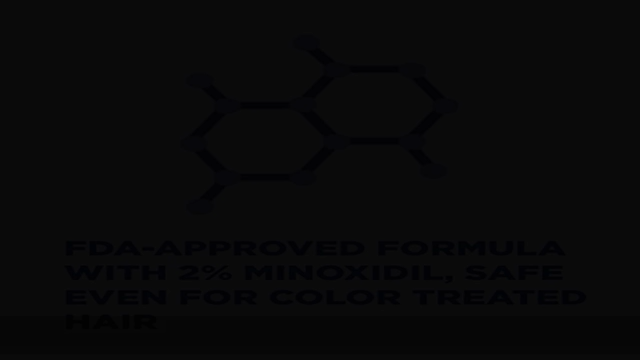 FDA-APPROVED FORMULA
WITH 2% MINOXIDIL, SAFE
EVEN FOR COLOR TREATED
HAIR